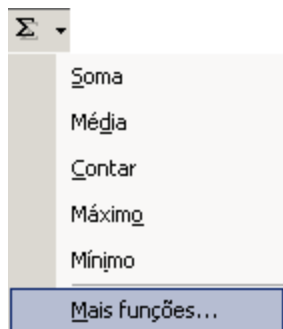 Σ
Soma
Média
Contar
Máximo
Mínimo
Mais funções...